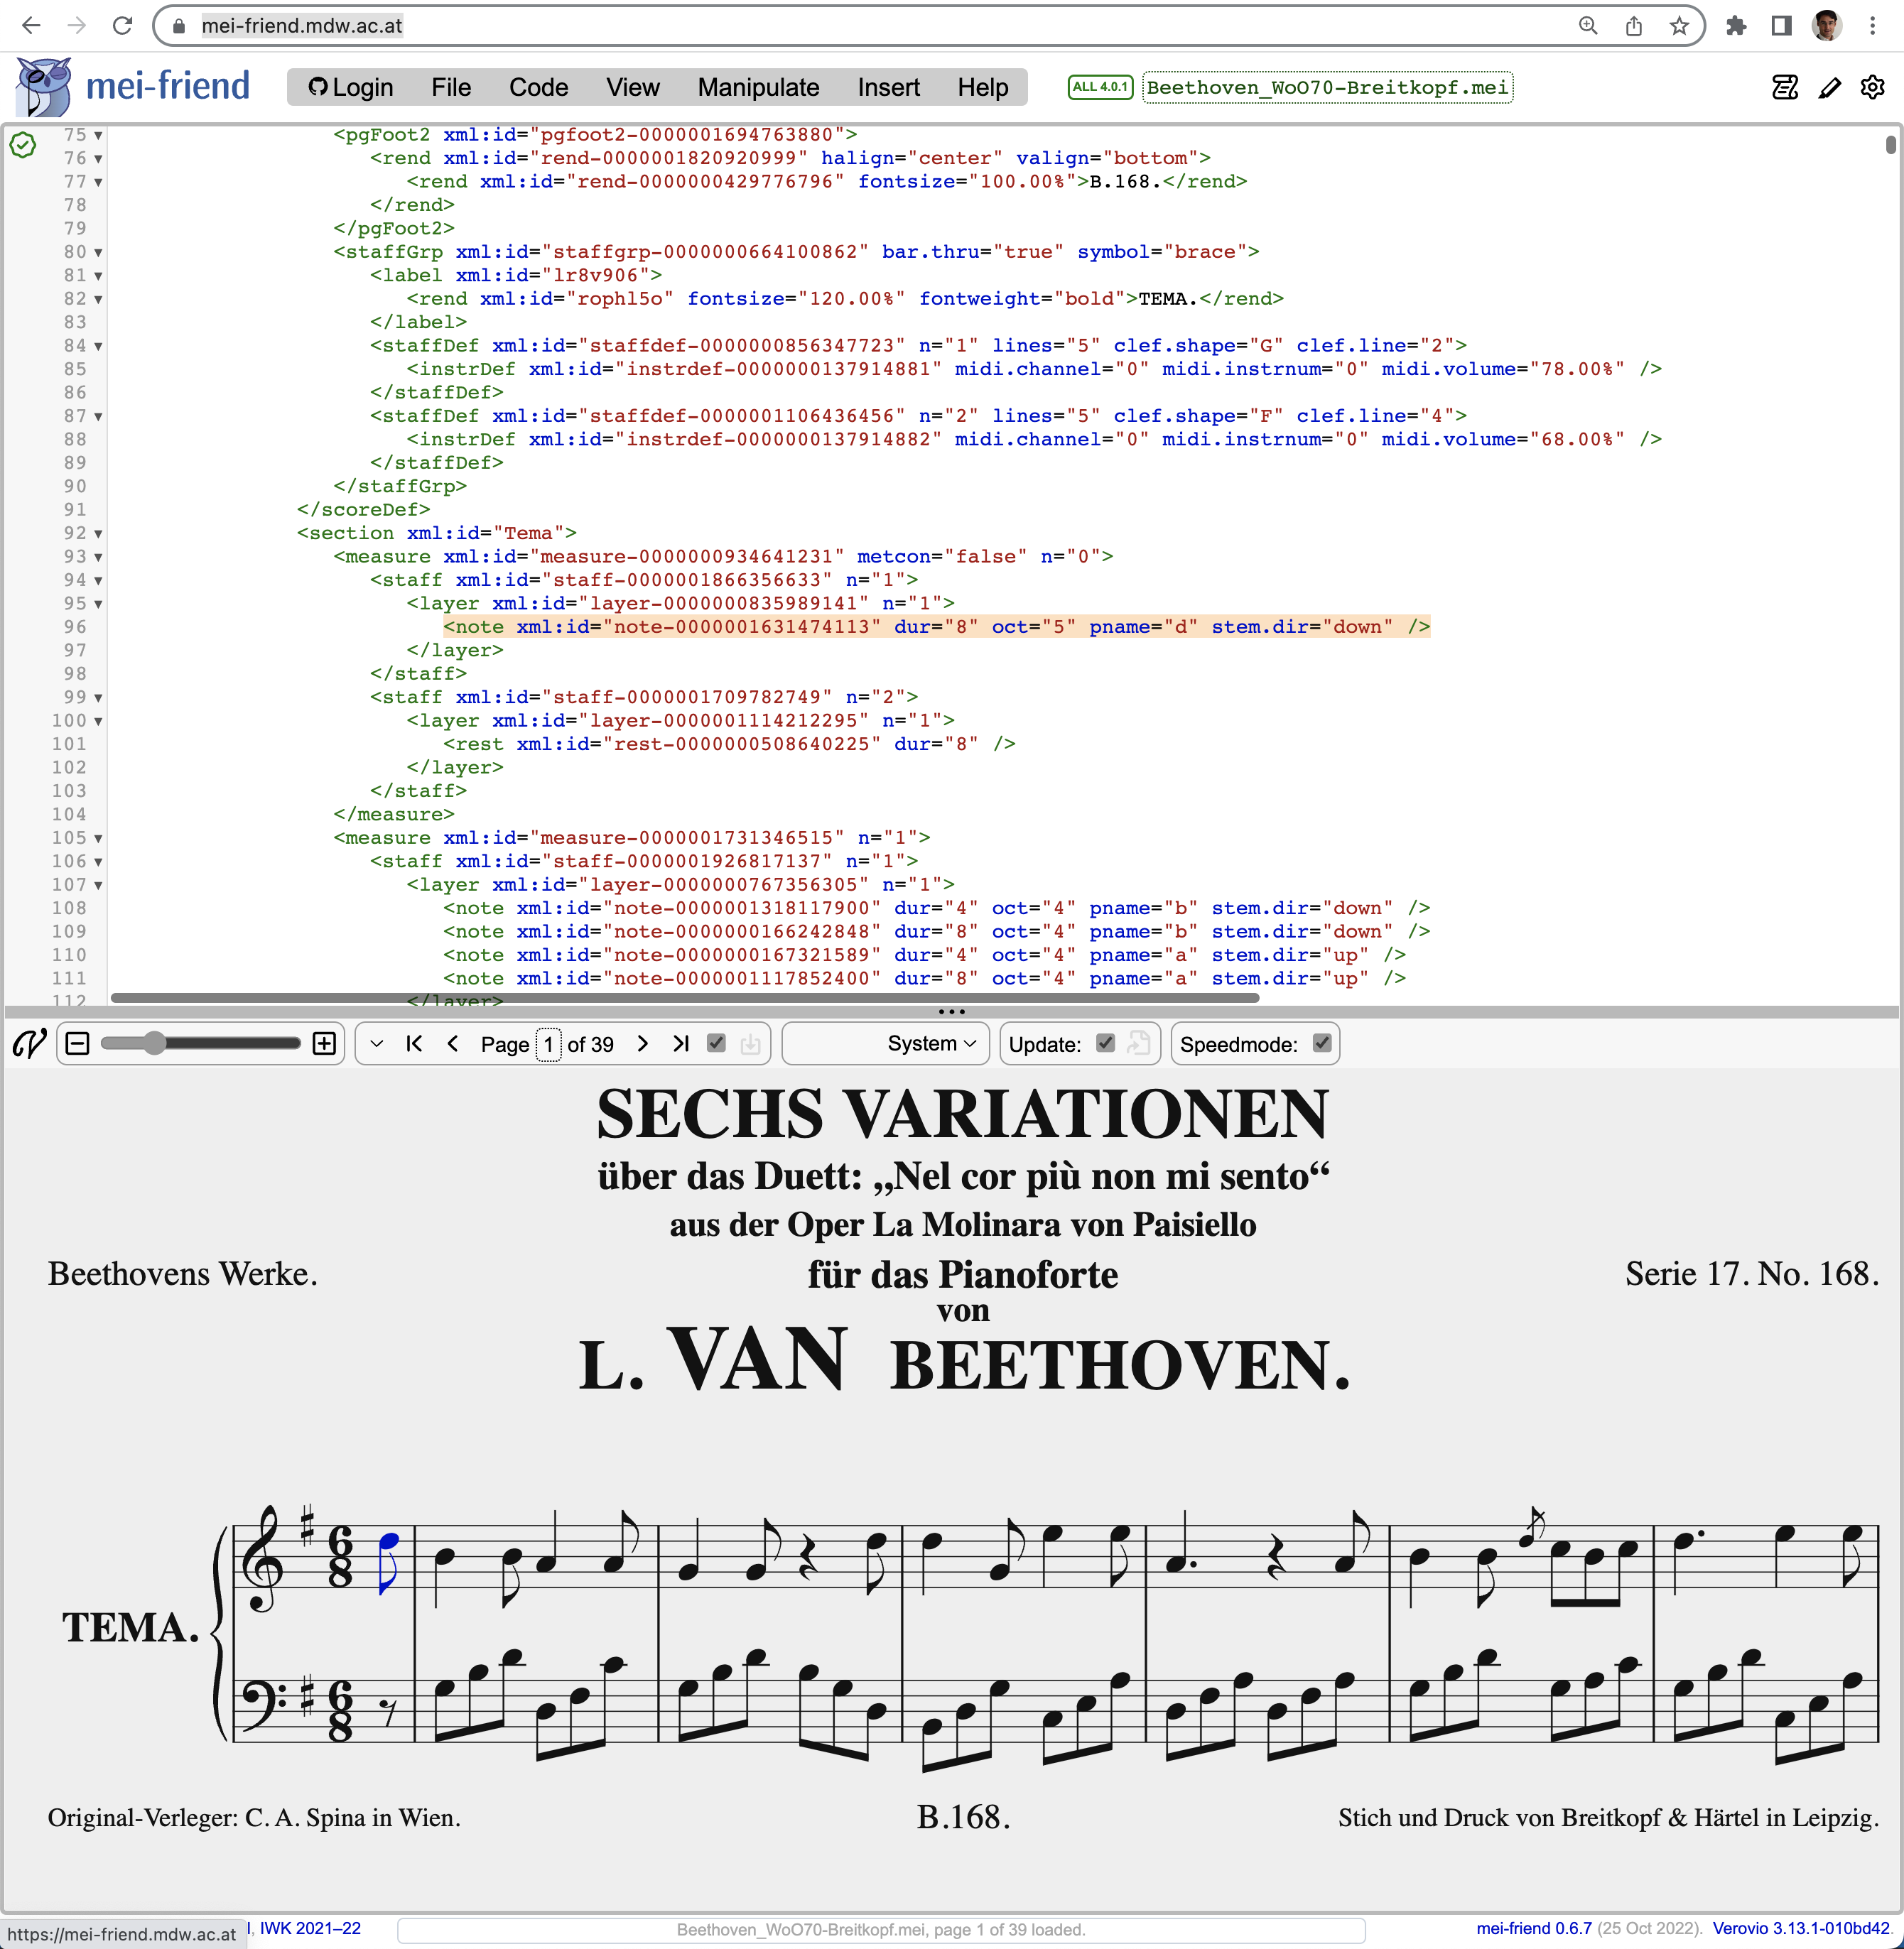 mei-friend.mdw.ac.at
mei-friend Login File Code View Manipulate Insert Help ALL 4.0.1 Beethoven_WoO70-Breitkopf.mei
75 <pgFoot2 xml:id="pgfoot2-0000001694763880">
76 <rend xml:id="rend-0000001820920999" halign="center" valign="bottom">
77 <rend xml:id="rend-0000000429776796" fontsize="100.00%">B.168.</rend>
78 </rend>
79 </pgFoot2>
80 <staffGrp xml:id="staffgrp-0000000664100862" bar.thru="true" symbol="brace">
81 <label xml:id="lr8v906">
82 <rend xml:id="rophl5o" fontsize="120.00%" fontweight="bold">TEMA.</rend>
83 </label>
84 <staffDef xml:id="staffdef-0000000856347723" n="1" lines="5" clef.shape="G" clef.line="2">
85 <instrDef xml:id="instrdef-0000000137914881" midi.channel="0" midi.instrnum="0" midi.volume="78.00%" />
86 </staffDef>
87 <staffDef xml:id="staffdef-0000001106436456" n="2" lines="5" clef.shape="F" clef.line="4">
88 <instrDef xml:id="instrdef-0000000137914882" midi.channel="0" midi.instrnum="0" midi.volume="68.00%" />
89 </staffDef>
90 </staffGrp>
91 </scoreDef>
92 <section xml:id="Tema">
93 <measure xml:id="measure-0000000934641231" metcon="false" n="0">
94 <staff xml:id="staff-0000001866356633" n="1">
95 <layer xml:id="layer-0000000835989141" n="1">
96 <note xml:id="note-0000001631474113" dur="8" oct="5" pname="d" stem.dir="down" />
97 </layer>
98 </staff>
99 <staff xml:id="staff-0000001709782749" n="2">
100 <layer xml:id="layer-0000001114212295" n="1">
101 <rest xml:id="rest-0000000508640225" dur="8" />
102 </layer>
103 </staff>
104 </measure>
105 <measure xml:id="measure-0000001731346515" n="1">
106 <staff xml:id="staff-0000001926817137" n="1">
107 <layer xml:id="layer-0000000767356305" n="1">
108 <note xml:id="note-0000001318117900" dur="4" oct="4" pname="b" stem.dir="down" />
109 <note xml:id="note-0000000166242848" dur="8" oct="4" pname="b" stem.dir="down" />
110 <note xml:id="note-0000000167321589" dur="4" oct="4" pname="a" stem.dir="up" />
111 <note xml:id="note-0000001117852400" dur="8" oct="4" pname="a" stem.dir="up" />
112 </layer>
Page 1 of 39 System Update: Speedmode:
SECHS VARIATIONEN
über das Duett: „Nel cor più non mi sento“
aus der Oper La Molinara von Paisiello
Beethovens Werke. für das Pianoforte Serie 17. No. 168.
von
L. VAN BEETHOVEN.
6
8
TEMA.
6
8
Original-Verleger: C. A. Spina in Wien. B.168. Stich und Druck von Breitkopf & Härtel in Leipzig.
https://mei-friend.mdw.ac.at , IWK 2021–22 Beethoven_WoO70-Breitkopf.mei, page 1 of 39 loaded. mei-friend 0.6.7 (25 Oct 2022). Verovio 3.13.1-010bd42.